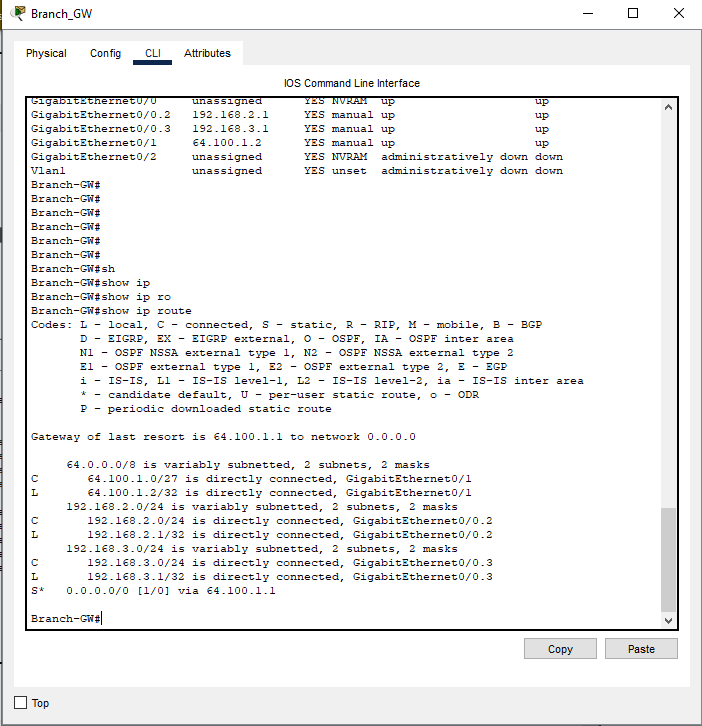 Branch_GW
Physical Config CLI Attributes
IOS Command Line Interface
GigabitEthernet0/0 unassigned YES NVRAM up up
GigabitEthernet0/0.2 192.168.2.1 YES manual up up
GigabitEthernet0/0.3 192.168.3.1 YES manual up up
GigabitEthernet0/1 64.100.1.2 YES manual up up
GigabitEthernet0/2 unassigned YES NVRAM administratively down down
Vlan1 unassigned YES unset administratively down down
Branch-GW#
Branch-GW#
Branch-GW#
Branch-GW#
Branch-GW#
Branch-GW#
Branch-GW#sh
Branch-GW#show ip
Branch-GW#show ip ro
Branch-GW#show ip route
Codes: L - local, C - connected, S - static, R - RIP, M - mobile, B - BGP
D - EIGRP, EX - EIGRP external, O - OSPF, IA - OSPF inter area
N1 - OSPF NSSA external type 1, N2 - OSPF NSSA external type 2
E1 - OSPF external type 1, E2 - OSPF external type 2, E - EGP
i - IS-IS, L1 - IS-IS level-1, L2 - IS-IS level-2, ia - IS-IS inter area
* - candidate default, U - per-user static route, o - ODR
P - periodic downloaded static route
Gateway of last resort is 64.100.1.1 to network 0.0.0.0
64.0.0.0/8 is variably subnetted, 2 subnets, 2 masks
C 64.100.1.0/27 is directly connected, GigabitEthernet0/1
L 64.100.1.2/32 is directly connected, GigabitEthernet0/1
192.168.2.0/24 is variably subnetted, 2 subnets, 2 masks
C 192.168.2.0/24 is directly connected, GigabitEthernet0/0.2
L 192.168.2.1/32 is directly connected, GigabitEthernet0/0.2
192.168.3.0/24 is variably subnetted, 2 subnets, 2 masks
C 192.168.3.0/24 is directly connected, GigabitEthernet0/0.3
L 192.168.3.1/32 is directly connected, GigabitEthernet0/0.3
S* 0.0.0.0/0 [1/0] via 64.100.1.1
Branch-GW#
Copy Paste
Top